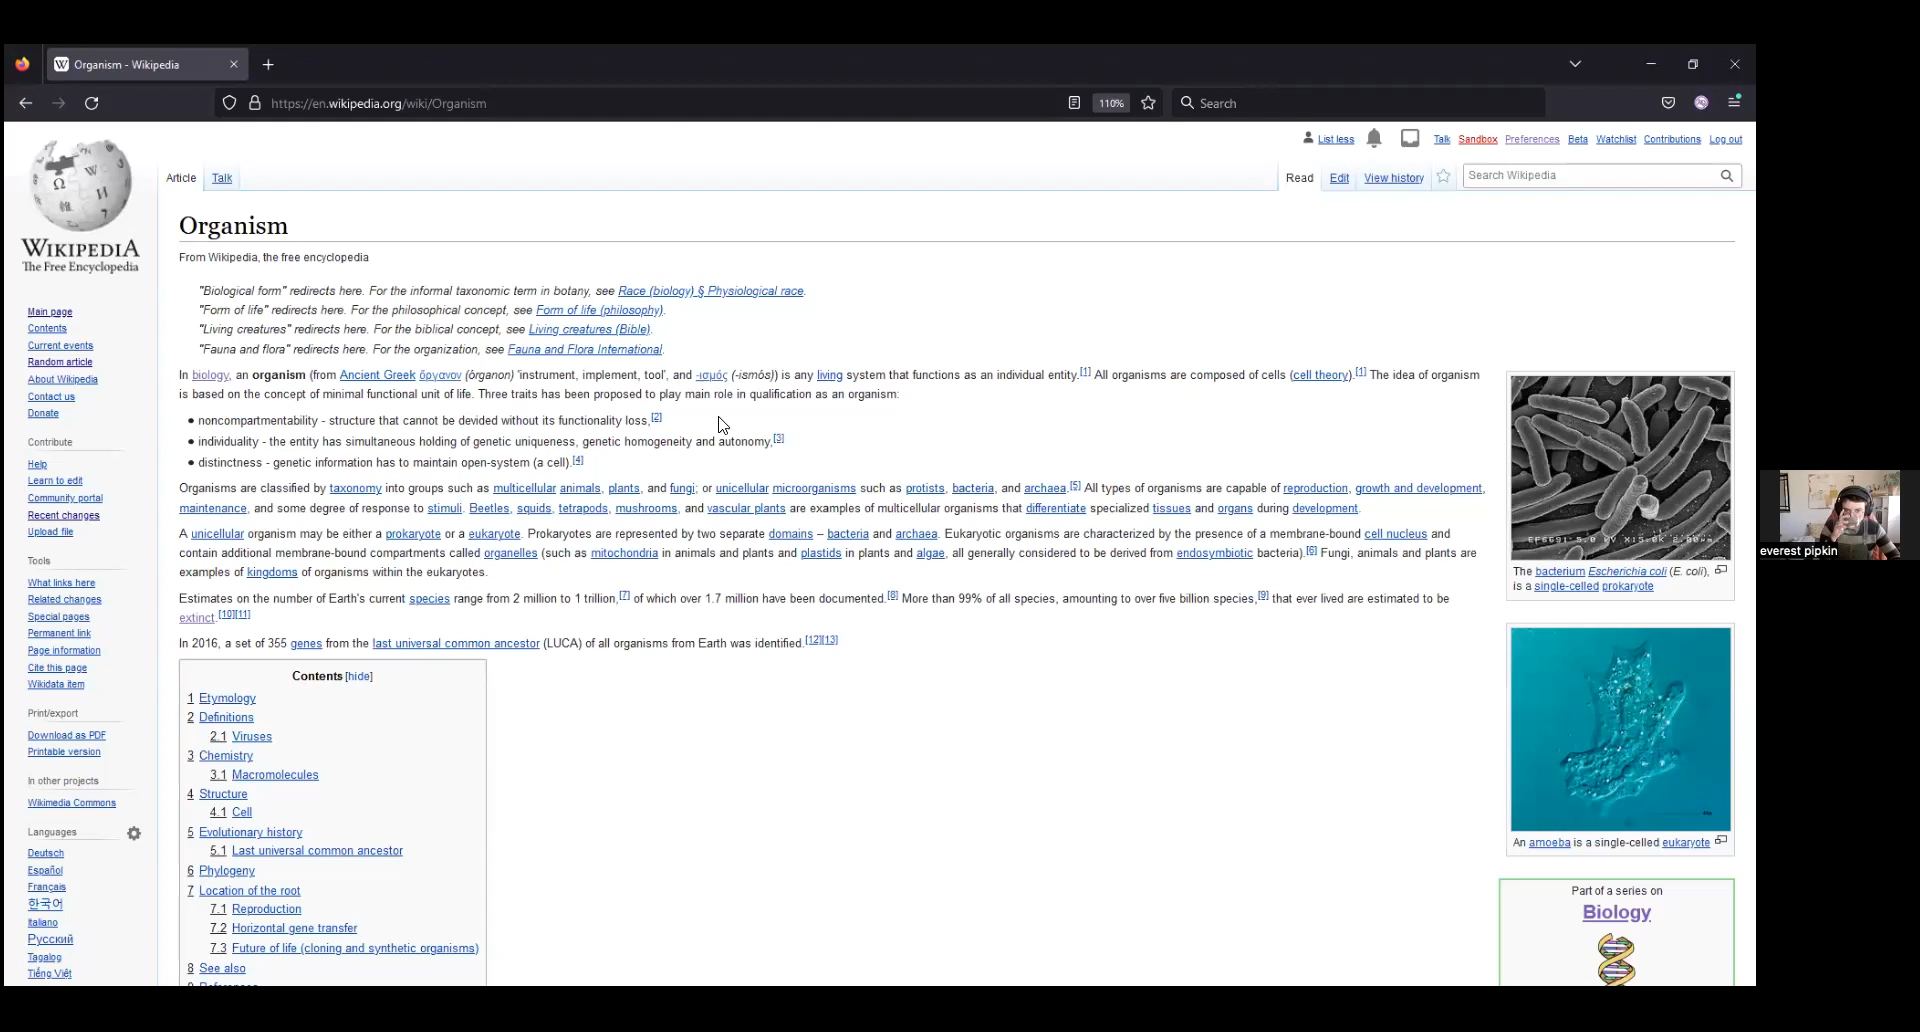 Organism - Wikipedia
https://en.wikipedia.org/wiki/Organism
110%
Search
List less
Talk
Sandbox
Preferences
Beta
Watchlist
Contributions
Log out
WIKIPEDIA
The Free Encyclopedia
Article
Talk
Read
Edit
View history
Search Wikipedia
Organism
From Wikipedia, the free encyclopedia
"Biological form" redirects here. For the informal taxonomic term in botany, see Race (biology) § Physiological race.
"Form of life" redirects here. For the philosophical concept, see Form of life (philosophy).
"Living creatures" redirects here. For the biblical concept, see Living creatures (Bible).
"Fauna and flora" redirects here. For the organization, see Fauna and Flora International.
In biology, an organism (from Ancient Greek ὄργανον (órganon) 'instrument, implement, tool', and -ισμός (-ismós)) is any living system that functions as an individual entity.[1] All organisms are composed of cells (cell theory).[1] The idea of organism
is based on the concept of minimal functional unit of life. Three traits has been proposed to play main role in qualification as an organism:
• noncompartmentability - structure that cannot be devided without its functionality loss,[2]
• individuality - the entity has simultaneous holding of genetic uniqueness, genetic homogeneity and autonomy,[3]
• distinctness - genetic information has to maintain open-system (a cell).[4]
Organisms are classified by taxonomy into groups such as multicellular animals, plants, and fungi; or unicellular microorganisms such as protists, bacteria, and archaea.[5] All types of organisms are capable of reproduction, growth and development,
maintenance, and some degree of response to stimuli. Beetles, squids, tetrapods, mushrooms, and vascular plants are examples of multicellular organisms that differentiate specialized tissues and organs during development.
A unicellular organism may be either a prokaryote or a eukaryote. Prokaryotes are represented by two separate domains – bacteria and archaea. Eukaryotic organisms are characterized by the presence of a membrane-bound cell nucleus and
contain additional membrane-bound compartments called organelles (such as mitochondria in animals and plants and plastids in plants and algae, all generally considered to be derived from endosymbiotic bacteria).[6] Fungi, animals and plants are
examples of kingdoms of organisms within the eukaryotes.
Estimates on the number of Earth's current species range from 2 million to 1 trillion,[7] of which over 1.7 million have been documented.[8] More than 99% of all species, amounting to over five billion species,[9] that ever lived are estimated to be
extinct.[10][11]
In 2016, a set of 355 genes from the last universal common ancestor (LUCA) of all organisms from Earth was identified.[12][13]
Contents [hide]
1 Etymology
2 Definitions
2.1 Viruses
3 Chemistry
3.1 Macromolecules
4 Structure
4.1 Cell
5 Evolutionary history
5.1 Last universal common ancestor
6 Phylogeny
7 Location of the root
7.1 Reproduction
7.2 Horizontal gene transfer
7.3 Future of life (cloning and synthetic organisms)
8 See also
Main page
Contents
Current events
Random article
About Wikipedia
Contact us
Donate
Contribute
Help
Learn to edit
Community portal
Recent changes
Upload file
Tools
What links here
Related changes
Special pages
Permanent link
Page information
Cite this page
Wikidata item
Print/export
Download as PDF
Printable version
In other projects
Wikimedia Commons
Languages
Deutsch
Español
Français
한국어
Italiano
Русский
Tagalog
Tiếng Việt
The bacterium Escherichia coli (E. coli),
is a single-celled prokaryote
An amoeba is a single-celled eukaryote
Part of a series on
Biology
everest pipkin